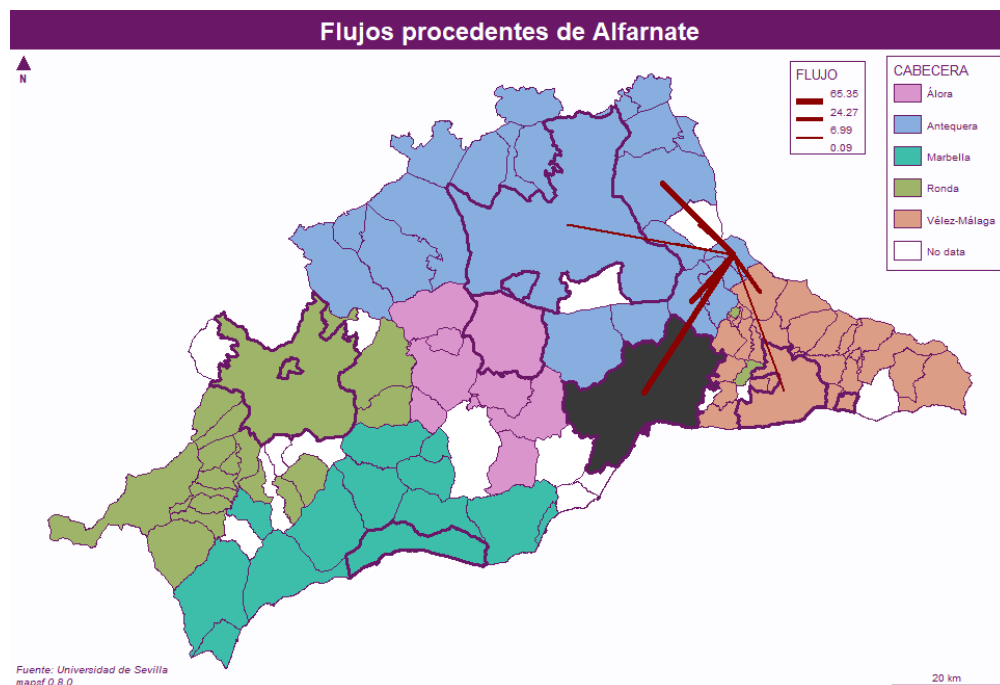 Flujos procedentes de Alfarnate
N
FLUJO
65.35
24.27
6.99
0.09
CABECERA
Álora
Antequera
Marbella
Ronda
Vélez-Málaga
No data
Fuente: Universidad de Sevilla
mapsf 0.8.0
20 km